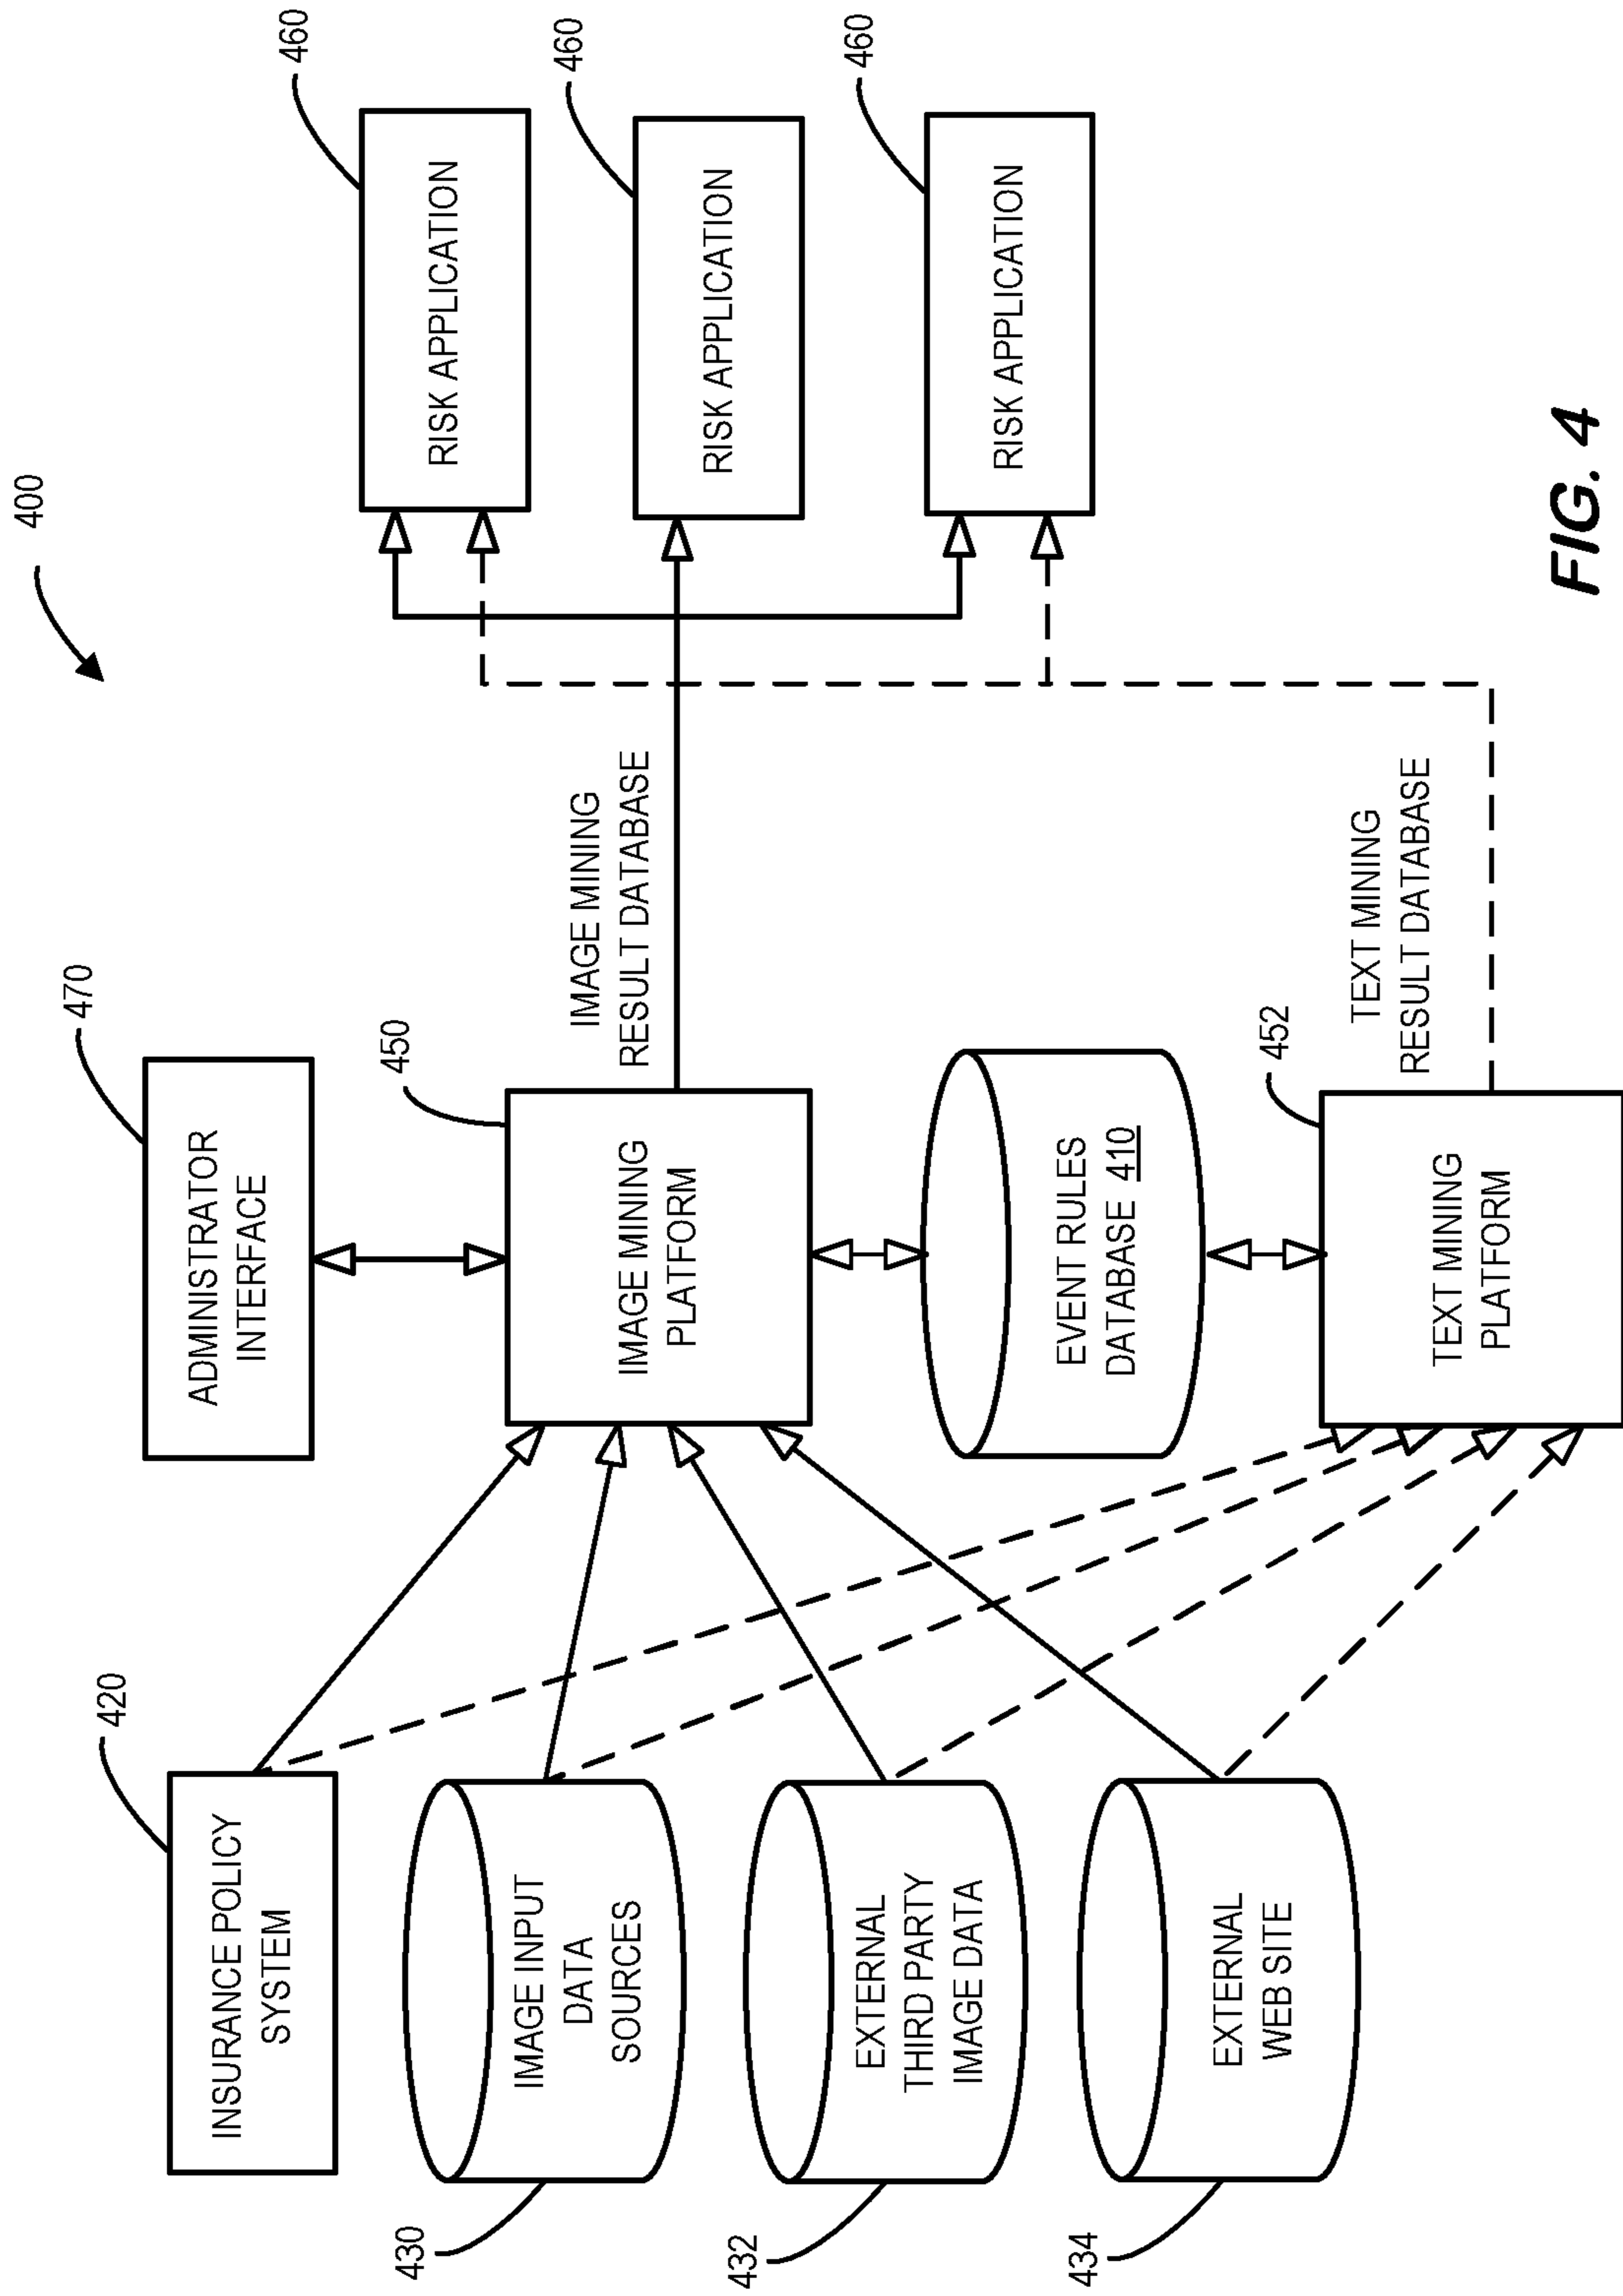 400
470
ADMINISTRATOR
INTERFACE
420
INSURANCE POLICY
SYSTEM
460
RISK APPLICATION
450
IMAGE MINING
PLATFORM
IMAGE MINING
RESULT DATABASE
430
IMAGE INPUT
DATA
SOURCES
460
RISK APPLICATION
432
EXTERNAL
THIRD PARTY
IMAGE DATA
EVENT RULES
DATABASE 410
460
RISK APPLICATION
434
EXTERNAL
WEB SITE
452
TEXT MINING
PLATFORM
TEXT MINING
RESULT DATABASE
FIG. 4